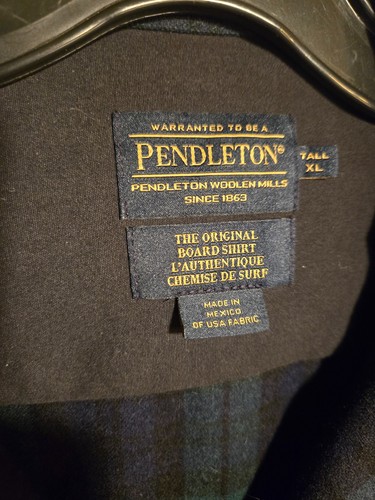 WARRANTED TO BE A
PENDLETON®
PENDLETON WOOLEN MILLS
SINCE 1863
TALL
XL
THE ORIGINAL
BOARD SHIRT
L'AUTHENTIQUE
CHEMISE DE SURF
MADE IN
MEXICO
OF USA FABRIC